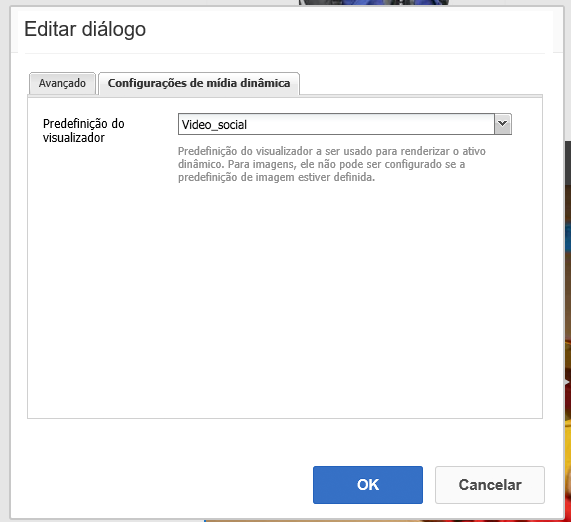 Editar diálogo
Avançado
Configurações de mídia dinâmica
Predefinição do
visualizador
Video_social
Predefinição do visualizador a ser usado para renderizar o ativo
dinâmico. Para imagens, ele não pode ser configurado se a
predefinição de imagem estiver definida.
OK
Cancelar